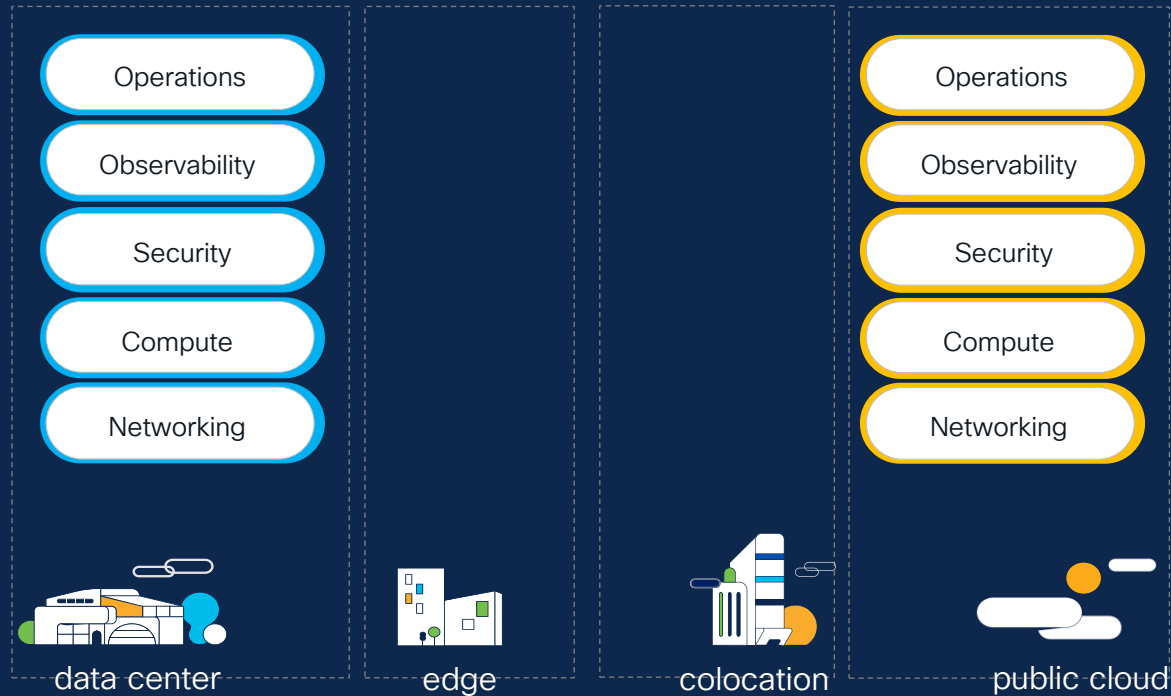 Operations
Observability
Security
Compute
Networking
data center
edge
colocation
Operations
Observability
Security
Compute
Networking
public cloud